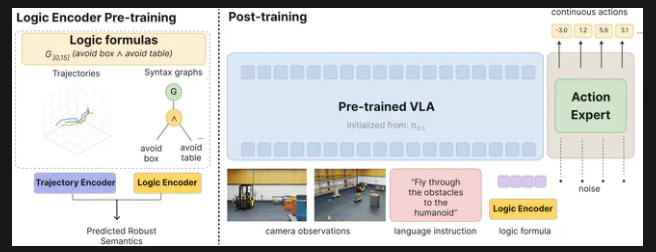 Logic Encoder Pre-training
Logic formulas
G [0,15] (avoid box ∧ avoid table)
Trajectories
Syntax graphs
G
∧
avoid
box
avoid
table
...
Trajectory Encoder
Logic Encoder
Predicted Robust
Semantics
Post-training
Pre-trained VLA
Initialized from: π0.5
camera observations
"Fly through
the obstacles
to the
humanoid"
language instruction
Logic Encoder
logic formula
continuous actions
-3.0
1.2
5.6
3.1
...
Action
Expert
noise